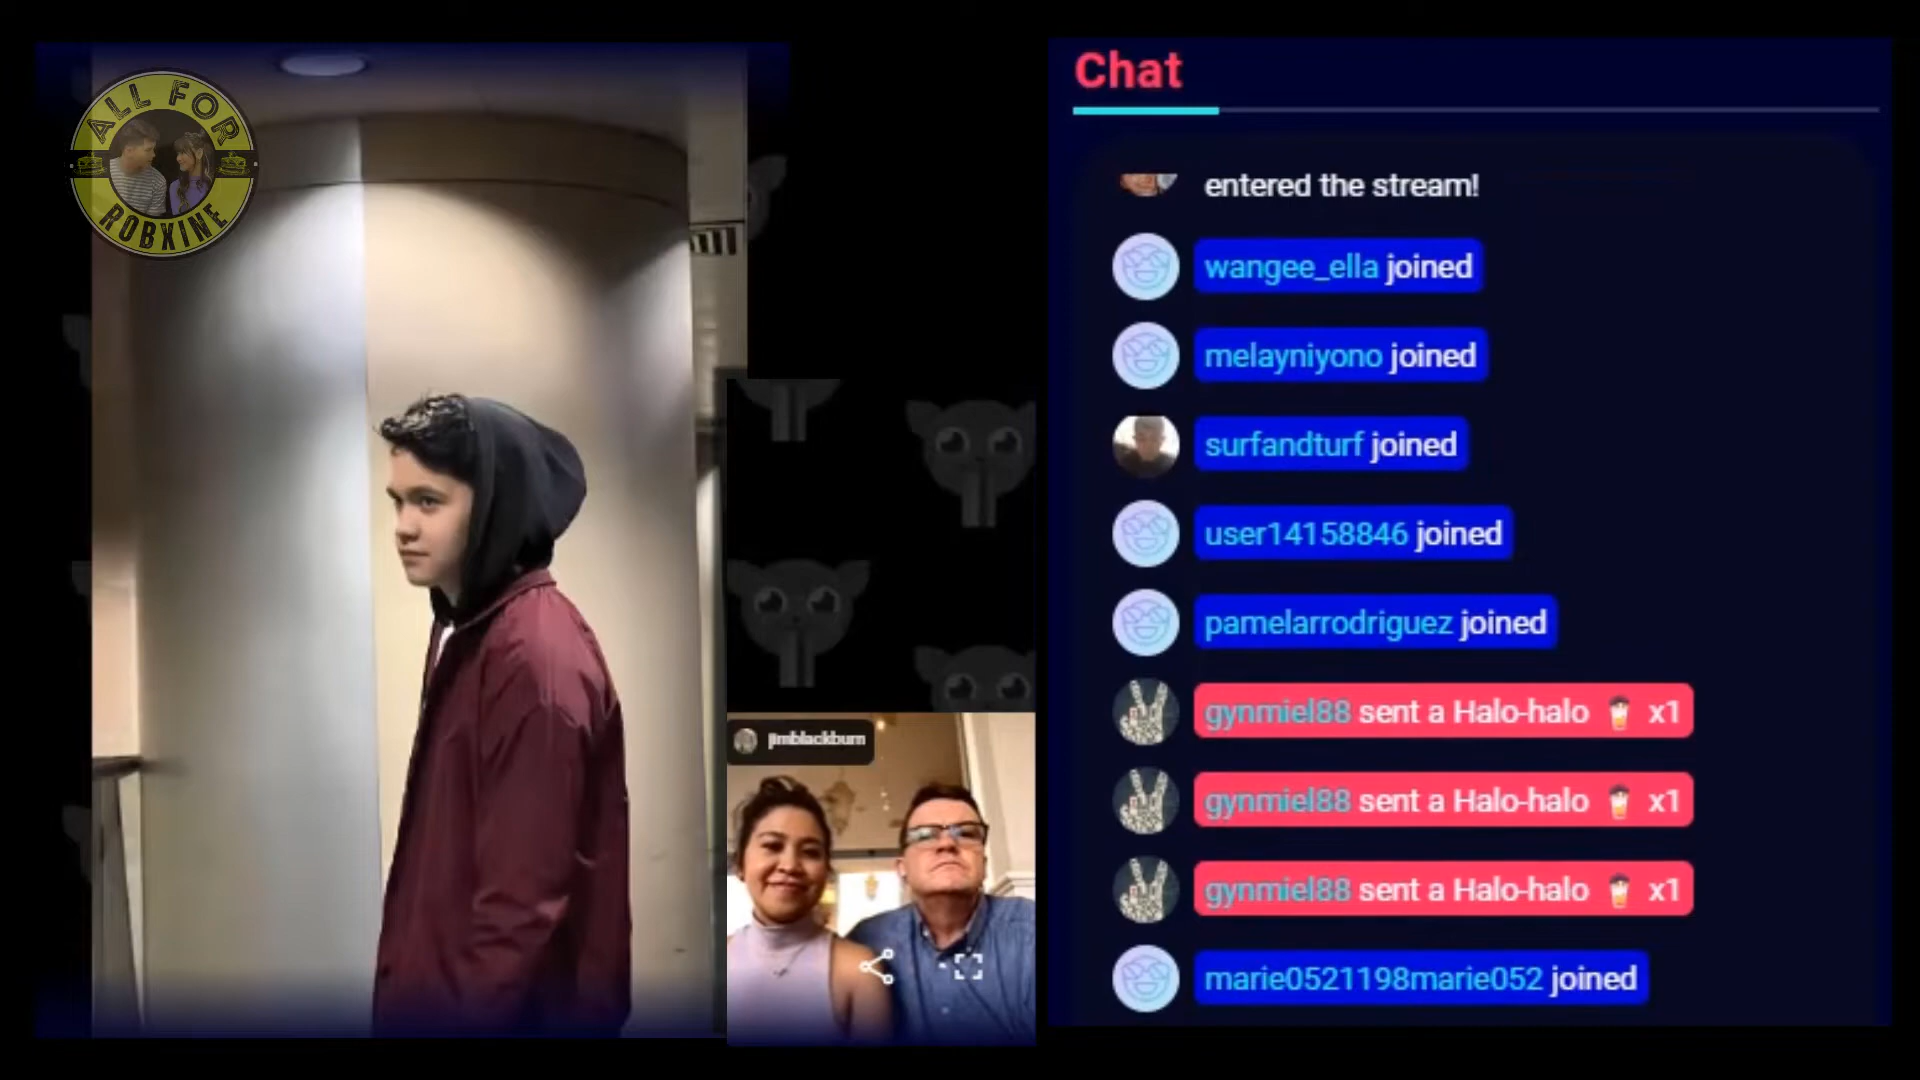 ALL FOR
ROBXINE
jimblackburn
Chat
entered the stream!
wangee_ella joined
melayniyono joined
surfandturf joined
user14158846 joined
pamelarrodriguez joined
gynmiel88 sent a Halo-halo x1
gynmiel88 sent a Halo-halo x1
gynmiel88 sent a Halo-halo x1
marie0521198marie052 joined